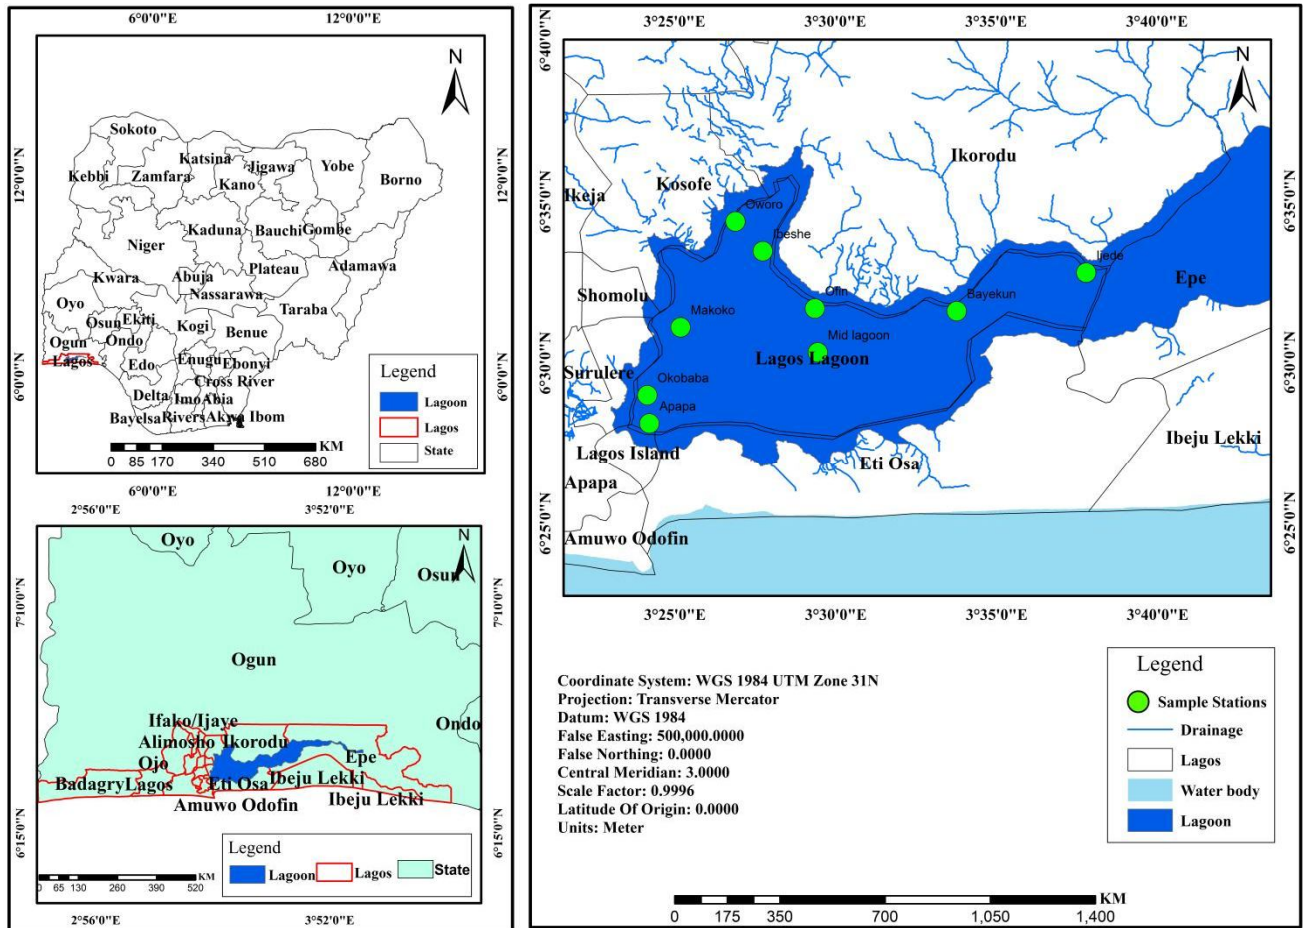 6°0'0"E 12°0'0"E
N
12°0'0"N
12°0'0"N
6°0'0"N
6°0'0"N
Sokoto
Katsina
Jigawa
Yobe
Kebbi
Zamfara
Kano
Borno
Kaduna
Bauchi
Gombe
Niger
Adamawa
Plateau
Kwara
Abuja
Nassarawa
Oyo
Taraba
Osun
Ekiti
Kogi
Benue
Ogun
Ondo
Lagos
Edo
Enugu
Ebonyi
Cross River
Delta
Imo
Abia
Bayelsa
Rivers
Akwa Ibom
Legend
Lagoon
Lagos
State
KM
0 85 170 340 510 680
6°0'0"E 12°0'0"E
2°56'0"E 3°52'0"E
N
7°10'0"N
7°10'0"N
6°15'0"N
6°15'0"N
Oyo
Oyo
Osun
Ogun
Ondo
Ifako/Ijaye
Alimosho
Ikorodu
Ojo
Epe
Badagry
Lagos
Eti Osa
Ibeju Lekki
Amuwo Odofin
Ibeju Lekki
Legend
Lagoon
Lagos
State
KM
0 65 130 260 390 520
2°56'0"E 3°52'0"E
3°25'0"E 3°30'0"E 3°35'0"E 3°40'0"E
6°40'0"N
6°35'0"N
6°30'0"N
6°25'0"N
6°35'0"N
6°30'0"N
6°25'0"N
N
Ikorodu
Kosofe
Ikeja
Oworo
Ibeshe
Ijede
Epe
Shomolu
Ofin
Bayekun
Makoko
Mid lagoon
Lagos Lagoon
Surulere
Okobaba
Apapa
Ibeju Lekki
Lagos Island
Eti Osa
Apapa
Amuwo Odofin
3°25'0"E 3°30'0"E 3°35'0"E 3°40'0"E
Coordinate System: WGS 1984 UTM Zone 31N
Projection: Transverse Mercator
Datum: WGS 1984
False Easting: 500,000.0000
False Northing: 0.0000
Central Meridian: 3.0000
Scale Factor: 0.9996
Latitude Of Origin: 0.0000
Units: Meter
Legend
Sample Stations
Drainage
Lagos
Water body
Lagoon
KM
0 175 350 700 1,050 1,400